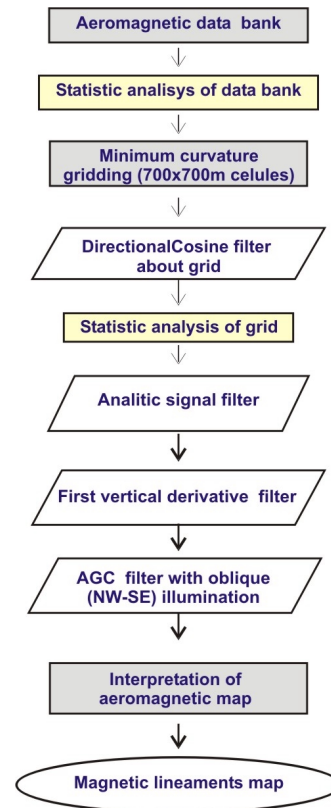 Aeromagnetic data bank
Statistic analisys of data bank
Minimum curvature
gridding (700x700m celules)
DirectionalCosine filter
about grid
Statistic analysis of grid
Analitic signal filter
First vertical derivative filter
AGC filter with oblique
(NW-SE) illumination
Interpretation of
aeromagnetic map
Magnetic lineaments map